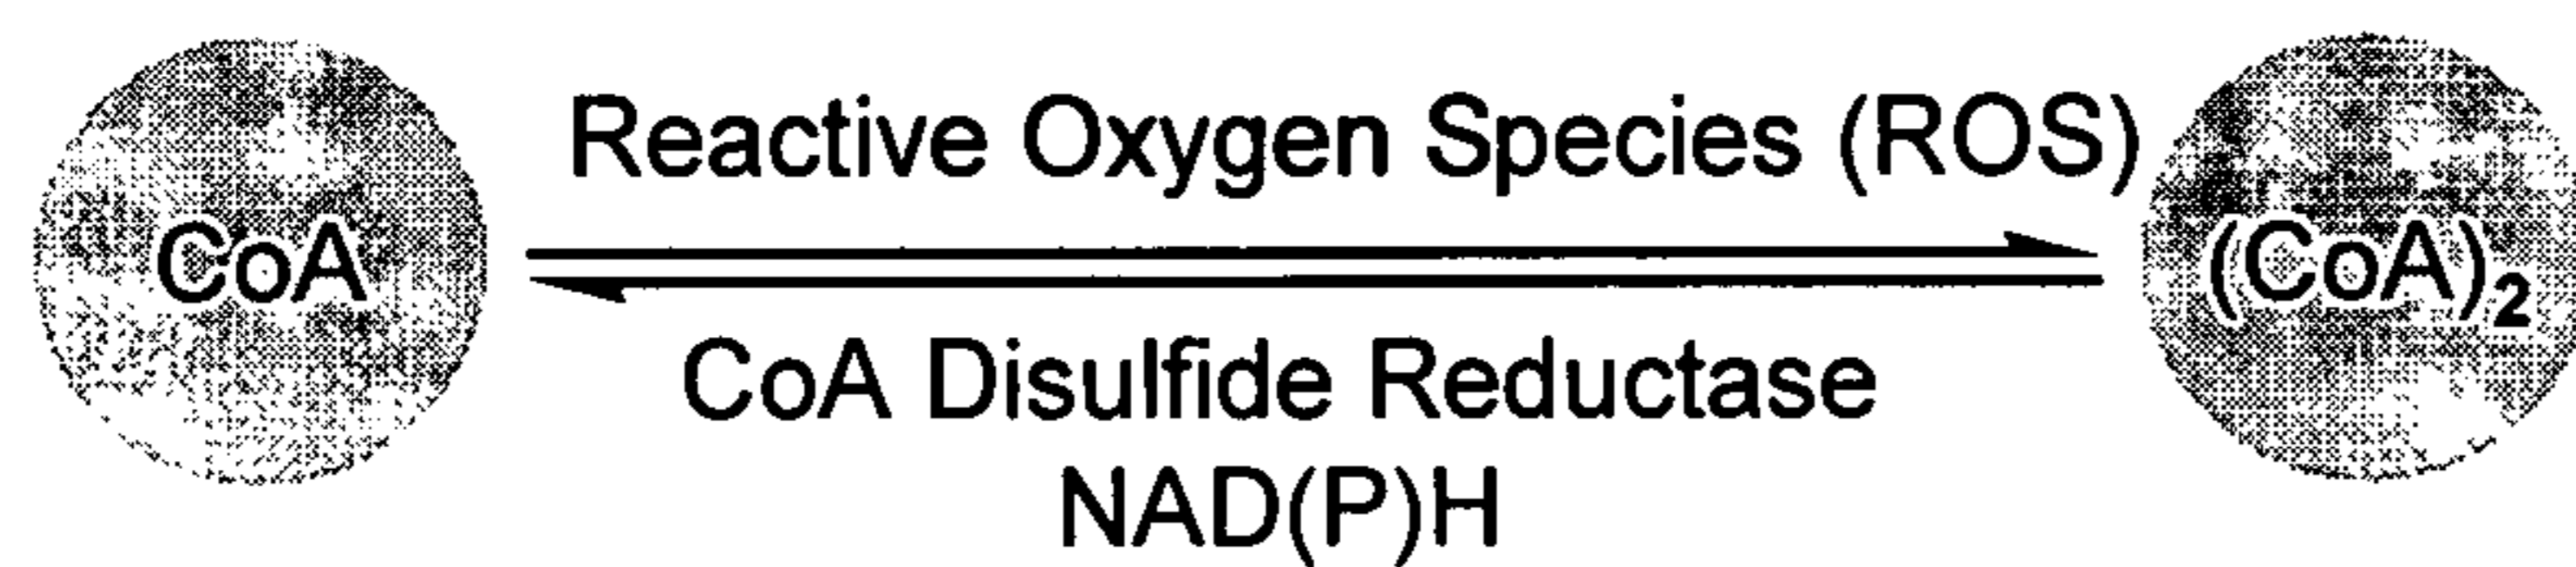 Reactive Oxygen Species (ROS)
CoA
(CoA)₂
CoA Disulfide Reductase
NAD(P)H